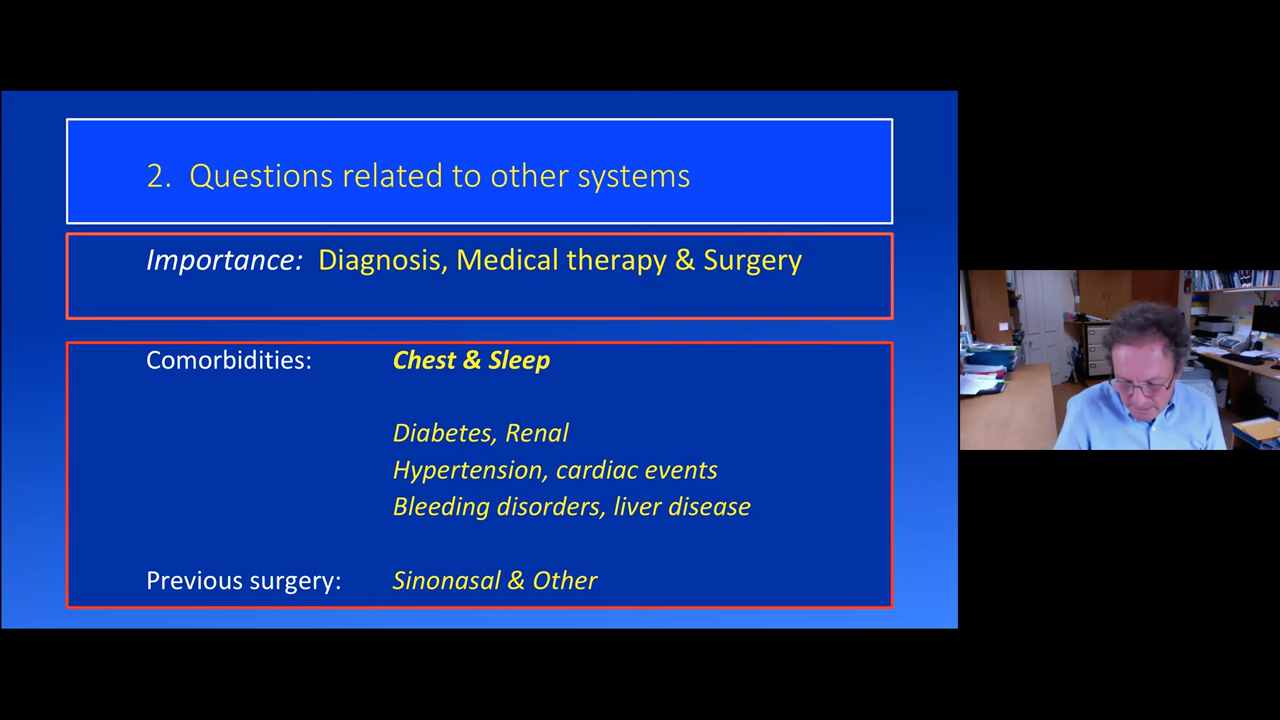 2. Questions related to other systems
Importance: Diagnosis, Medical therapy & Surgery
Comorbidities: Chest & Sleep
Diabetes, Renal
Hypertension, cardiac events
Bleeding disorders, liver disease
Previous surgery: Sinonasal & Other